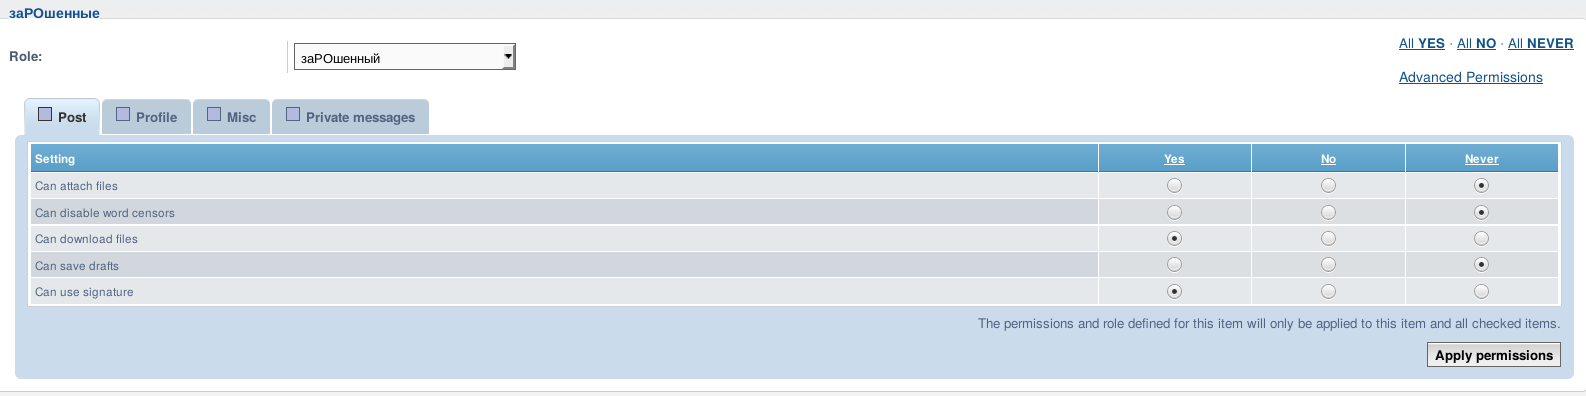 заРОшенные
Role:
заРОшенный
All YES · All NO · All NEVER
Advanced Permissions
Post Profile Misc Private messages
Setting Yes No Never
Can attach files
Can disable word censors
Can download files
Can save drafts
Can use signature
The permissions and role defined for this item will only be applied to this item and all checked items.
Apply permissions